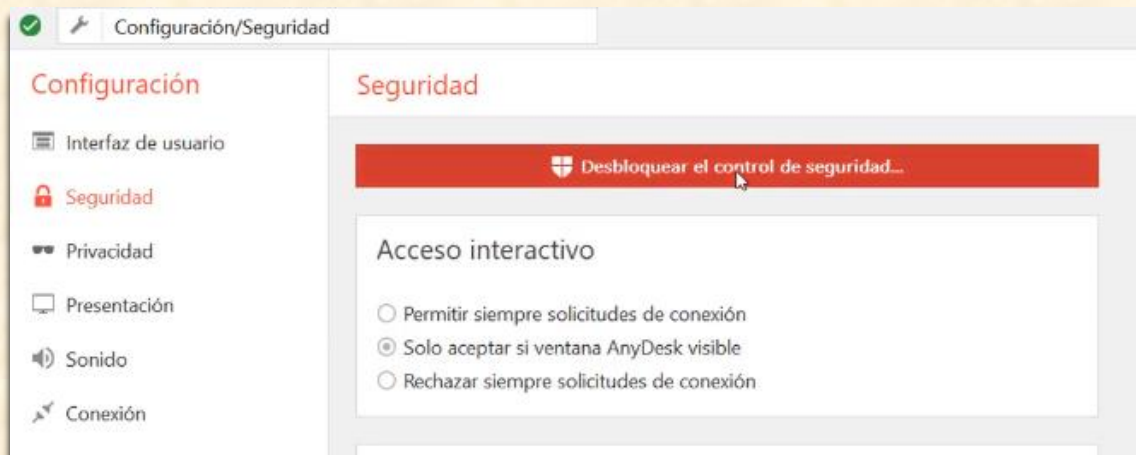 Configuración/Seguridad
Configuración
Interfaz de usuario
Seguridad
Privacidad
Presentación
Sonido
Conexión
Seguridad
Desbloquear el control de seguridad...
Acceso interactivo
Permitir siempre solicitudes de conexión
Solo aceptar si ventana AnyDesk visible
Rechazar siempre solicitudes de conexión